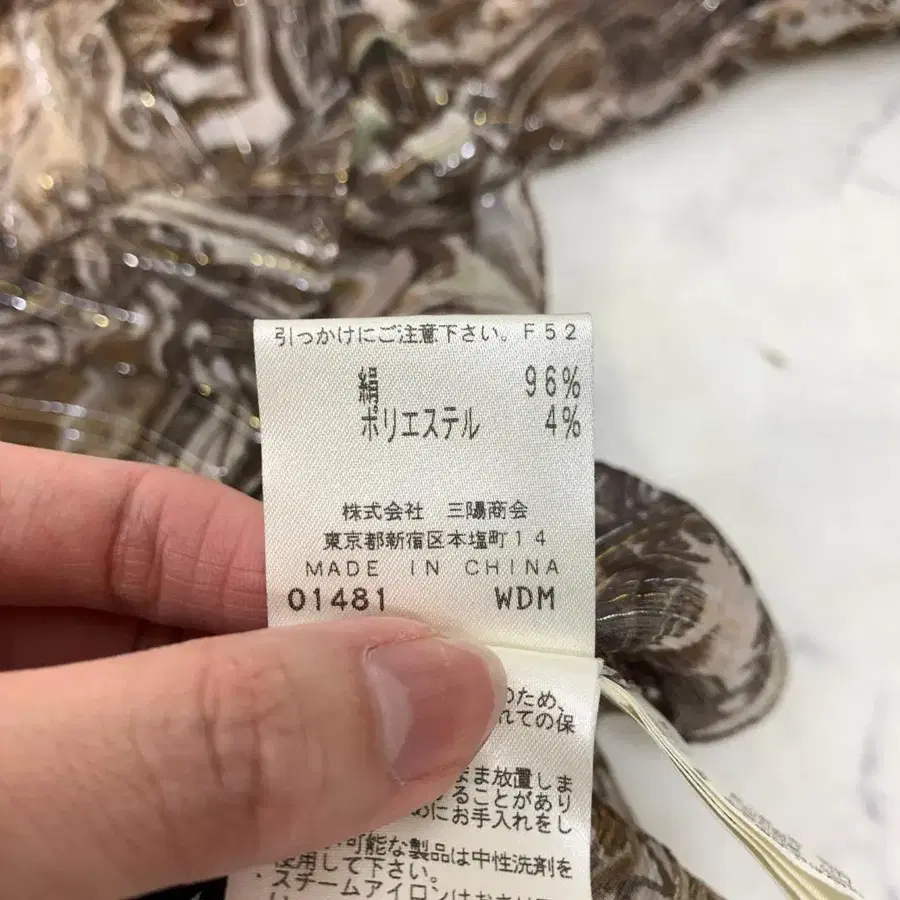 引っかけにご注意下さい。F52
絹 96%
ポリエステル 4%
株式会社 三陽商会
東京都新宿区本塩町14
MADE IN CHINA
01481 WDM
のため、
れての保
まま放置しま
ることがあり
めにお手入れをし
可能な製品は中性洗剤を
使用して下さい。
・スチームアイロンは